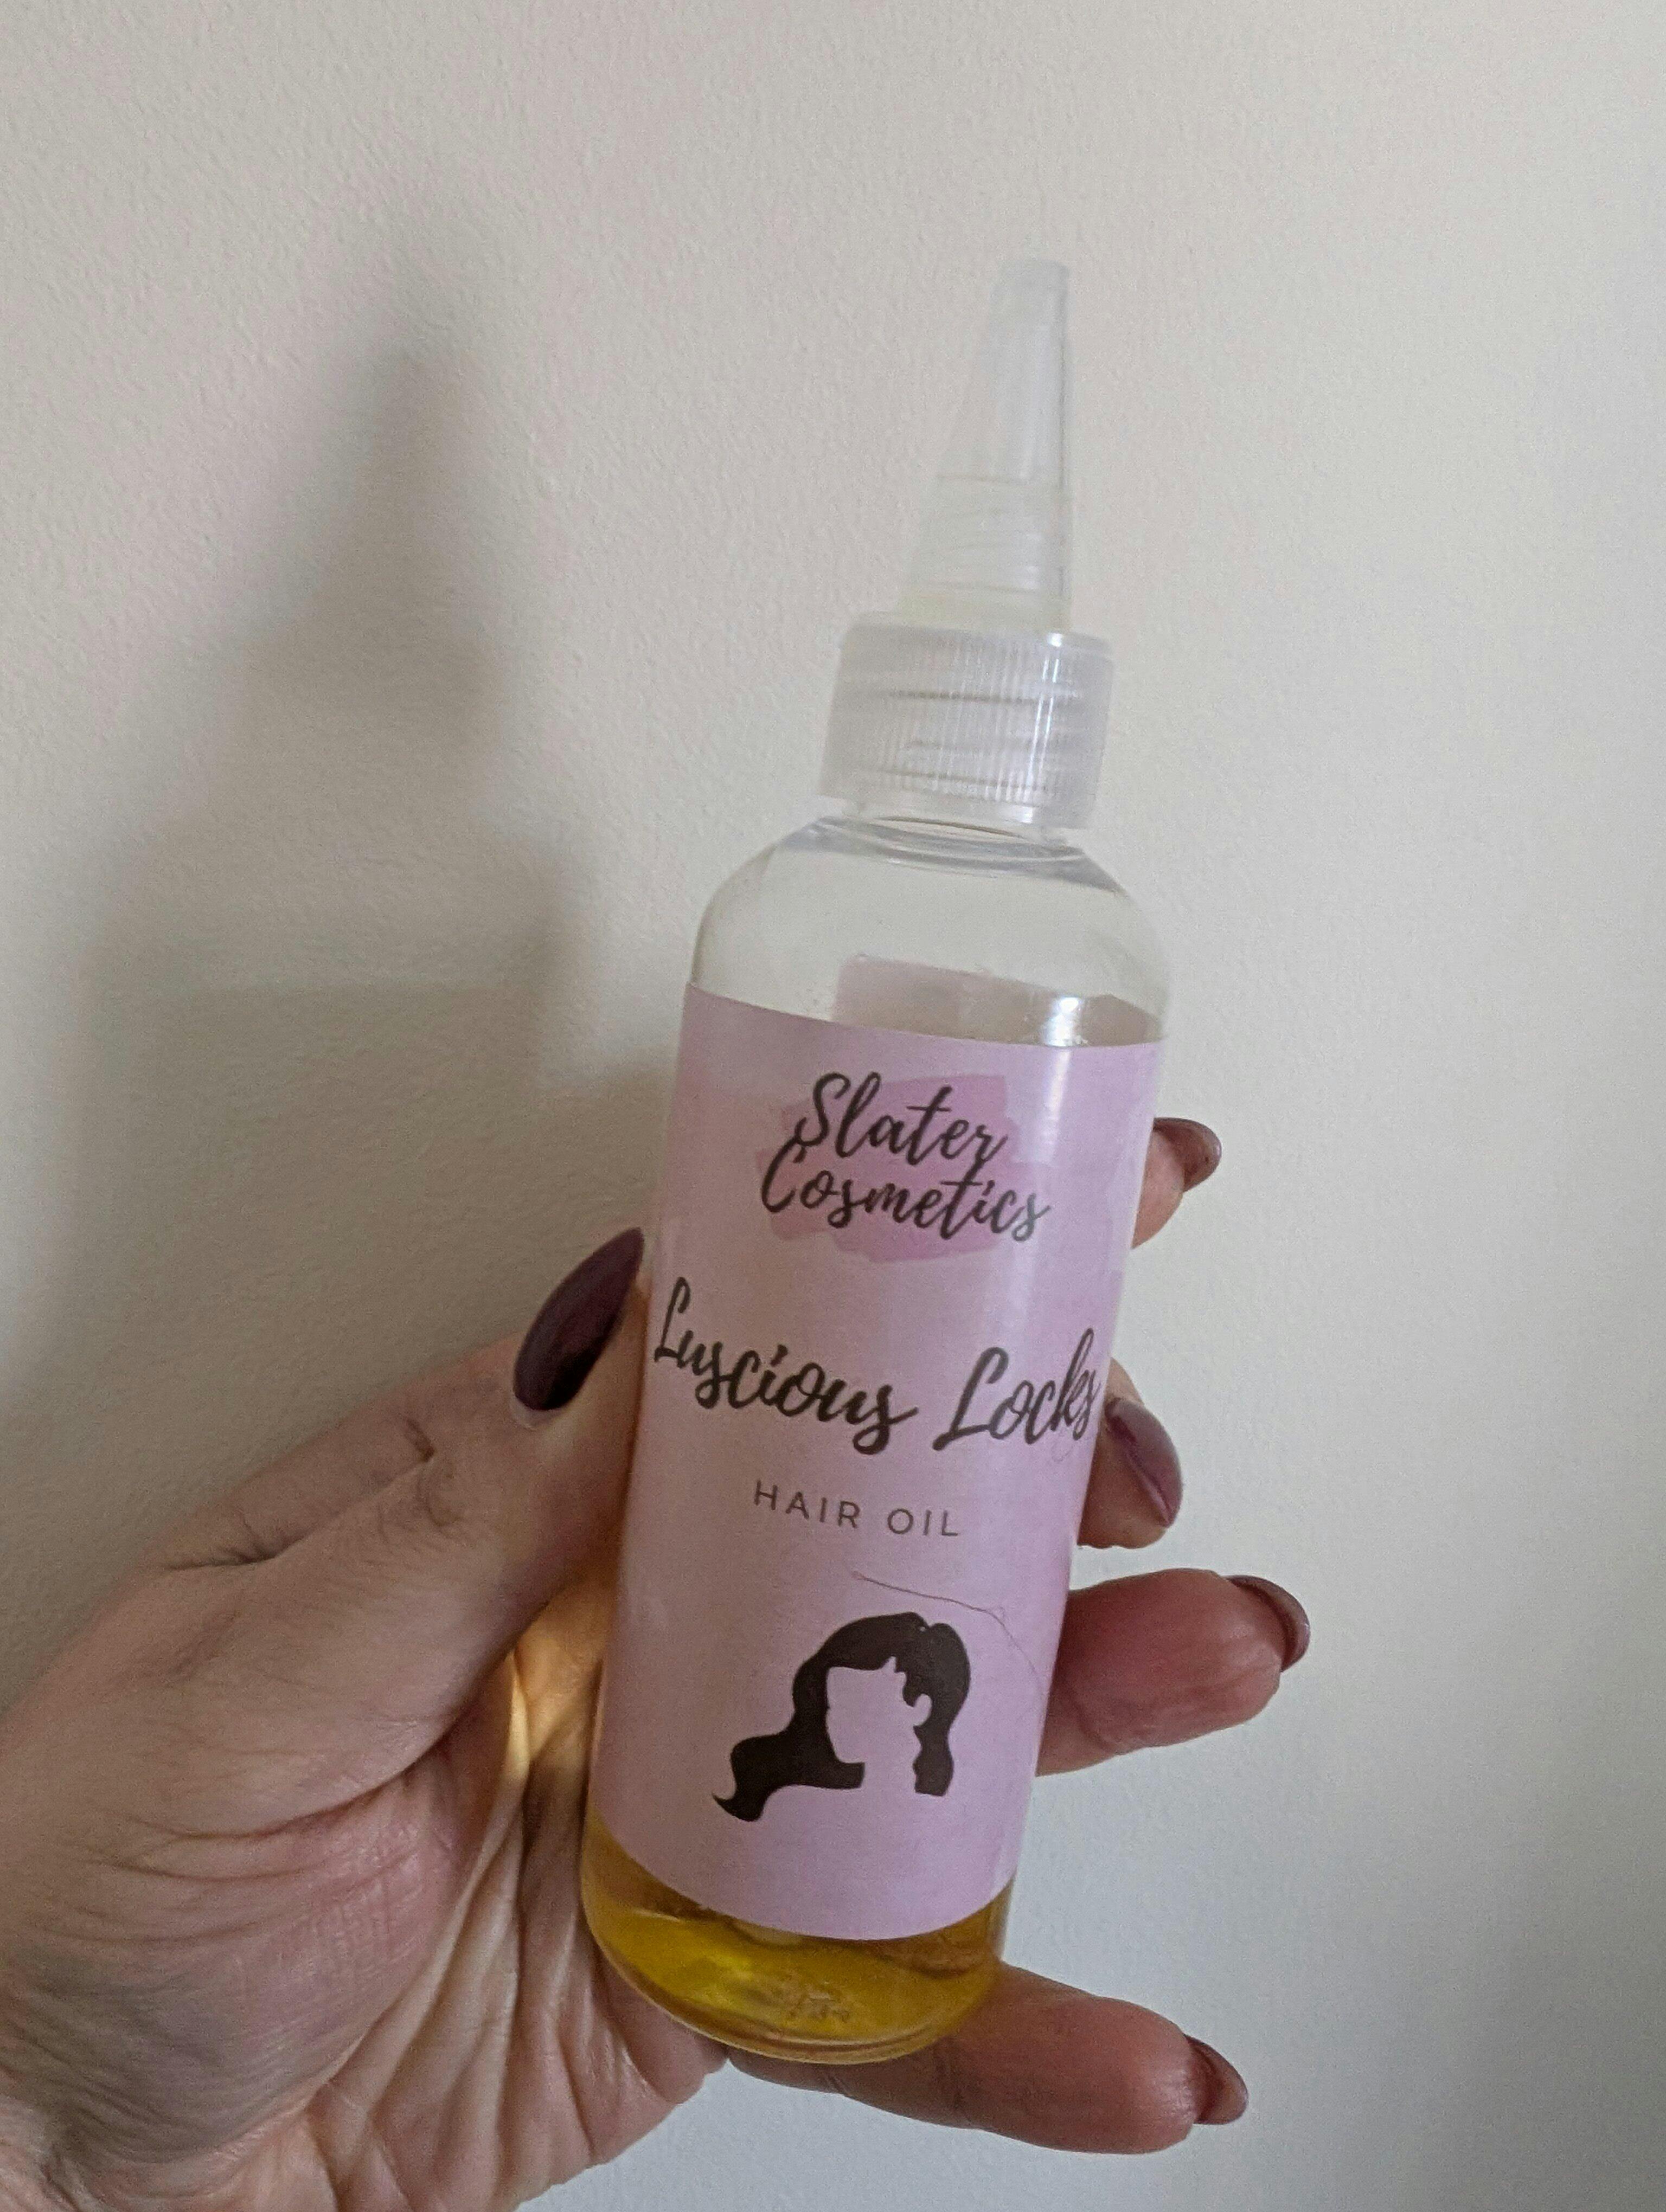 Slater
Cosmetics
Luscious Locks
HAIR OIL